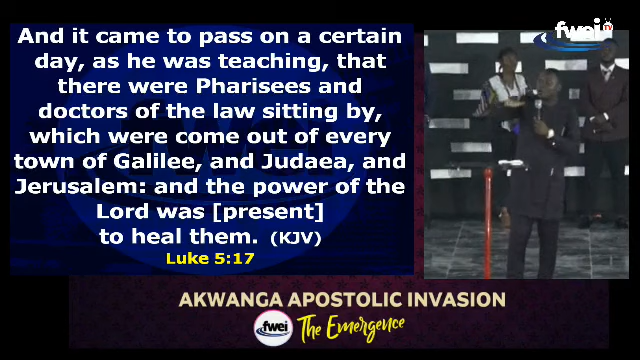 And it came to pass on a certain
day, as he was teaching, that
there were Pharisees and
doctors of the law sitting by,
which were come out of every
town of Galilee, and Judaea, and
Jerusalem: and the power of the
Lord was [present]
to heal them. (KJV)
Luke 5:17
fwei TV
AKWANGA APOSTOLIC INVASION
fwei The Emergence